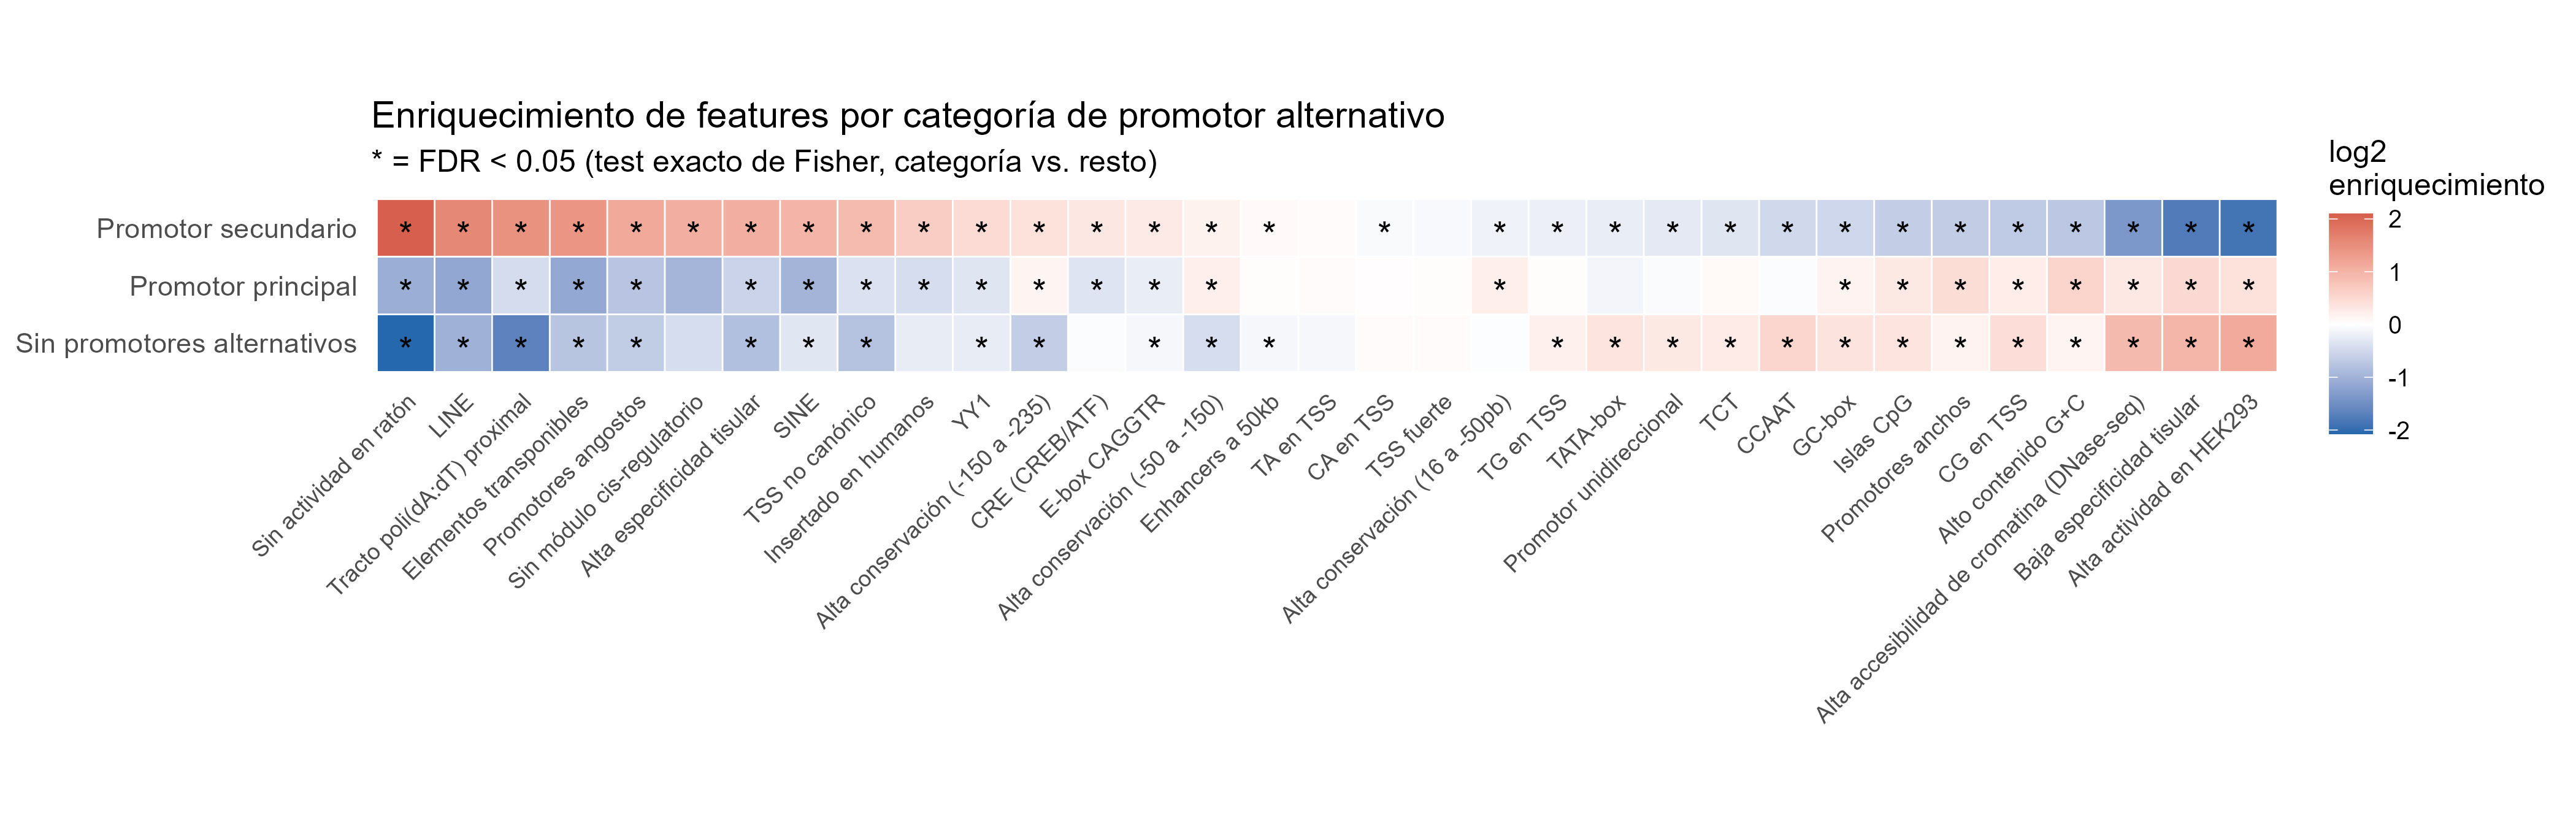 Enriquecimiento de features por categoría de promotor alternativo
* = FDR < 0.05 (test exacto de Fisher, categoría vs. resto)
log2
enriquecimiento
2
1
0
-1
-2
Promotor secundario
* * * * * * * * * * * * * * * * * * * * * * * * * * * * * * *
Promotor principal
* * * * * * * * * * * * * * * * * * * * * * * *
Sin promotores alternativos
* * * * * * * * * * * * * * * * * * * * * * * * * *
Sin actividad en ratón
LINE
Tracto poli(dA:dT) proximal
Elementos transponibles
Promotores angostos
Sin módulo cis-regulatorio
Alta especificidad tisular
SINE
TSS no canónico
Insertado en humanos
YY1
Alta conservación (-150 a -235)
CRE (CREB/ATF)
E-box CAGGTR
Alta conservación (-50 a -150)
Enhancers a 50kb
TA en TSS
CA en TSS
TSS fuerte
Alta conservación (16 a -50pb)
TG en TSS
TATA-box
Promotor unidireccional
TCT
CCAAT
GC-box
Islas CpG
Promotores anchos
CG en TSS
Alto contenido G+C
Alta accesibilidad de cromatina (DNase-seq)
Baja especificidad tisular
Alta actividad en HEK293